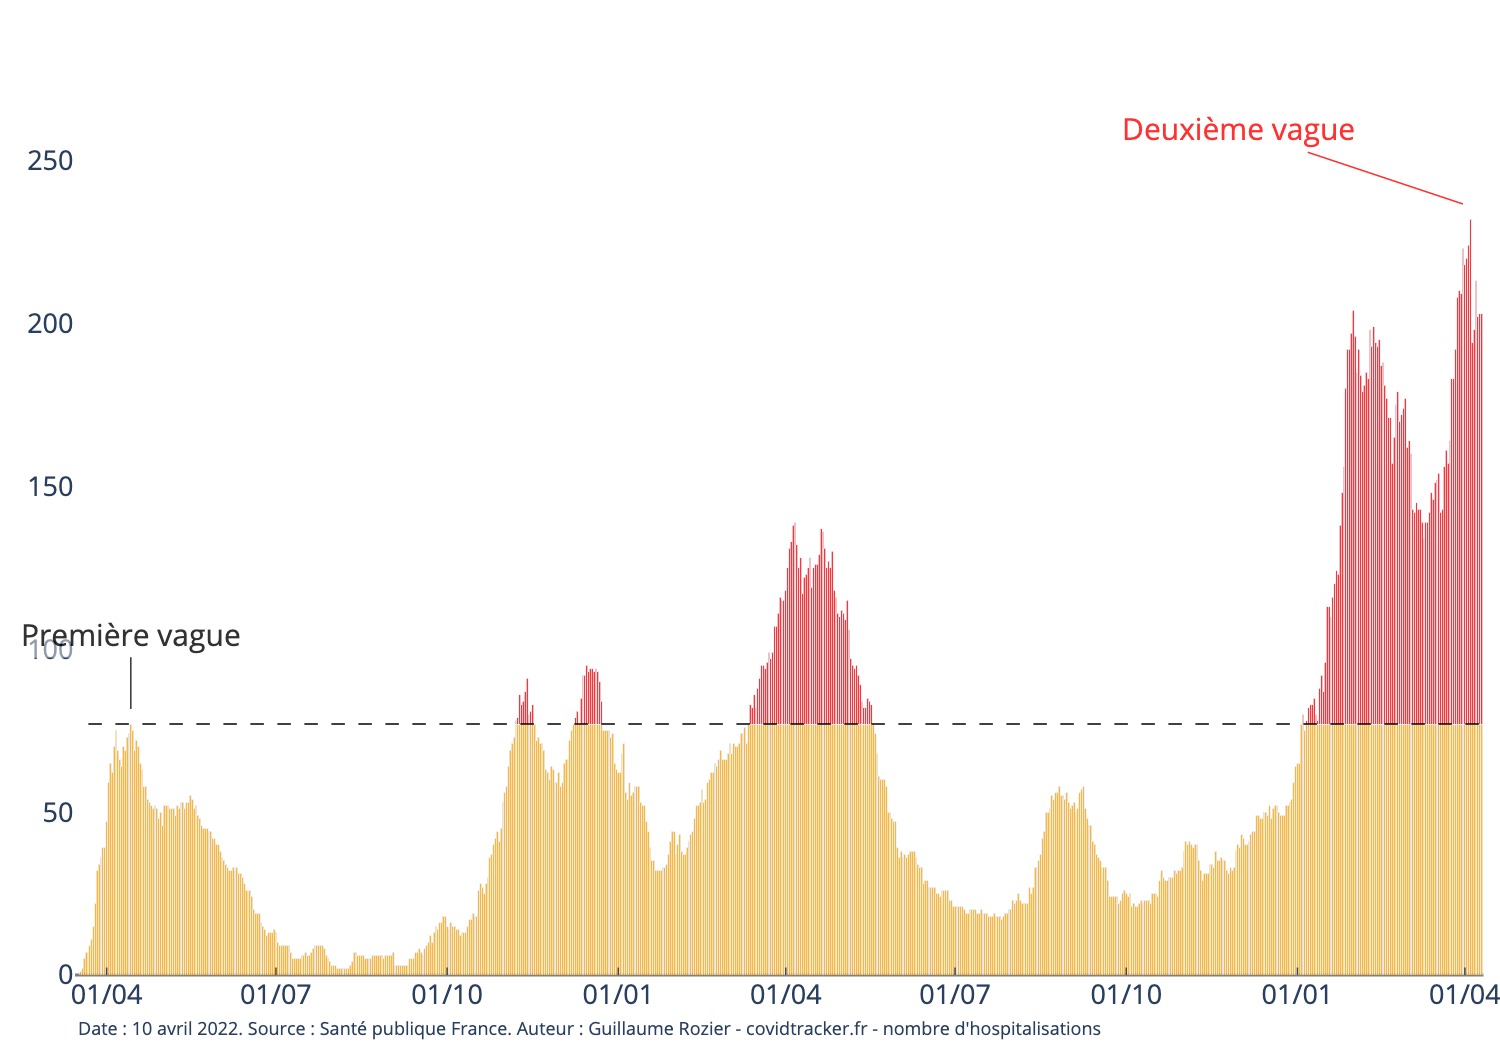 Deuxième vague
250
200
150
Première vague
100
50
0
01/04 01/07 01/10 01/01 01/04 01/07 01/10 01/01 01/04
Date : 10 avril 2022. Source : Santé publique France. Auteur : Guillaume Rozier - covidtracker.fr - nombre d'hospitalisations